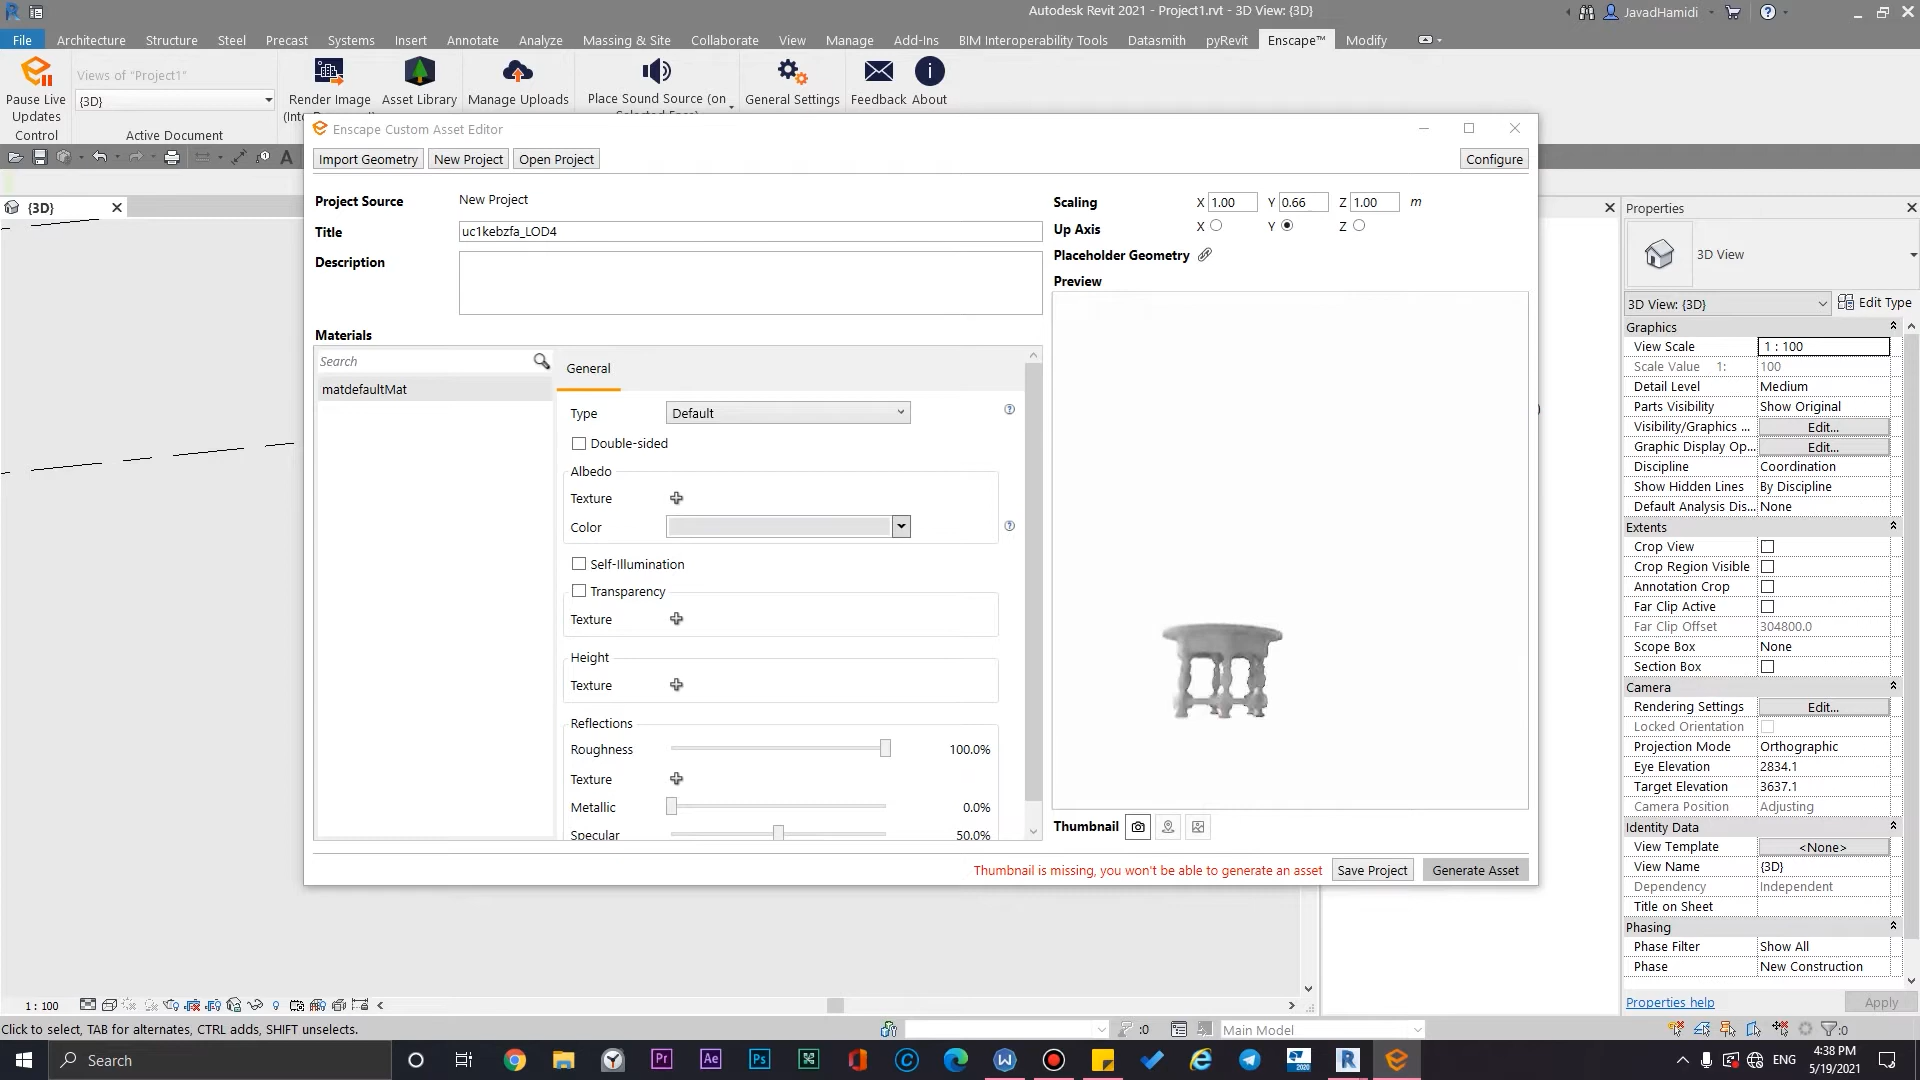 Autodesk Revit 2021 - Project1.rvt - 3D View: {3D}
JavadHamidi
File Architecture Structure Steel Precast Systems Insert Annotate Analyze Massing & Site Collaborate View Manage Add-Ins BIM Interoperability Tools Datasmith pyRevit Enscape™ Modify
Pause Live
Updates
Control
Views of "Project1"
{3D}
Active Document
Render Image
Asset Library
Manage Uploads
Place Sound Source (on
General Settings
Feedback
About
Enscape Custom Asset Editor
Import Geometry
New Project
Open Project
Configure
Project Source
New Project
Title
uc1kebzfa_LOD4
Description
Scaling
X 1.00 Y 0.66 Z 1.00 m
Up Axis
X Y Z
Placeholder Geometry
Preview
Materials
Search
matdefaultMat
General
Type
Default
Double-sided
Albedo
Texture
Color
Self-Illumination
Transparency
Texture
Height
Texture
Reflections
Roughness
100.0%
Texture
Metallic
0.0%
Specular
50.0%
Thumbnail
Thumbnail is missing, you won't be able to generate an asset
Save Project
Generate Asset
{3D}
Properties
3D View
3D View: {3D}
Edit Type
Graphics
View Scale 1 : 100
Scale Value 1: 100
Detail Level Medium
Parts Visibility Show Original
Visibility/Graphics ... Edit...
Graphic Display Op... Edit...
Discipline Coordination
Show Hidden Lines By Discipline
Default Analysis Dis... None
Extents
Crop View
Crop Region Visible
Annotation Crop
Far Clip Active
Far Clip Offset 304800.0
Scope Box None
Section Box
Camera
Rendering Settings Edit...
Locked Orientation
Projection Mode Orthographic
Eye Elevation 2834.1
Target Elevation 3637.1
Camera Position Adjusting
Identity Data
View Template <None>
View Name {3D}
Dependency Independent
Title on Sheet
Phasing
Phase Filter Show All
Phase New Construction
Properties help
Apply
1 : 100
Click to select, TAB for alternates, CTRL adds, SHIFT unselects.
:0
Main Model
:0
Search
ENG
4:38 PM
5/19/2021